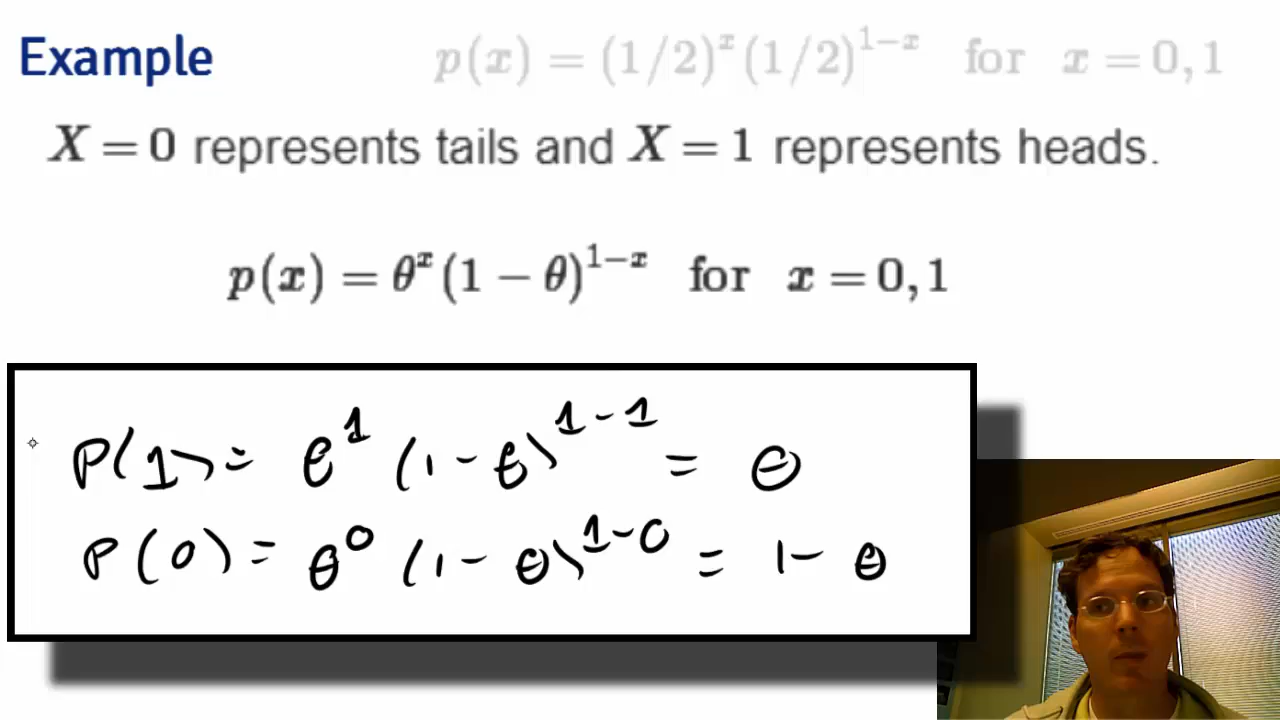 Example
p(x) = (1/2)^x (1/2)^{1−x} for x = 0, 1
X = 0 represents tails and X = 1 represents heads.
p(x) = θ^x (1 − θ)^{1−x} for x = 0, 1
P(1) = θ^1 (1 - θ)^{1-1} = θ
P(0) = θ^0 (1 - θ)^{1-0} = 1 - θ